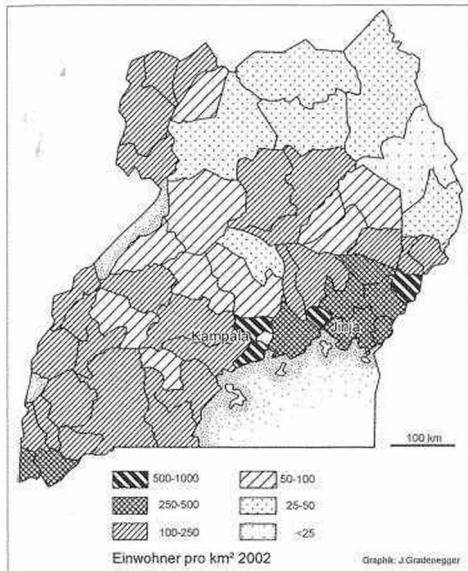 Kampala
Jinja
100 km
500-1000
50-100
250-500
25-50
100-250
<25
Einwohner pro km² 2002
Graphik: J.Gradenegger